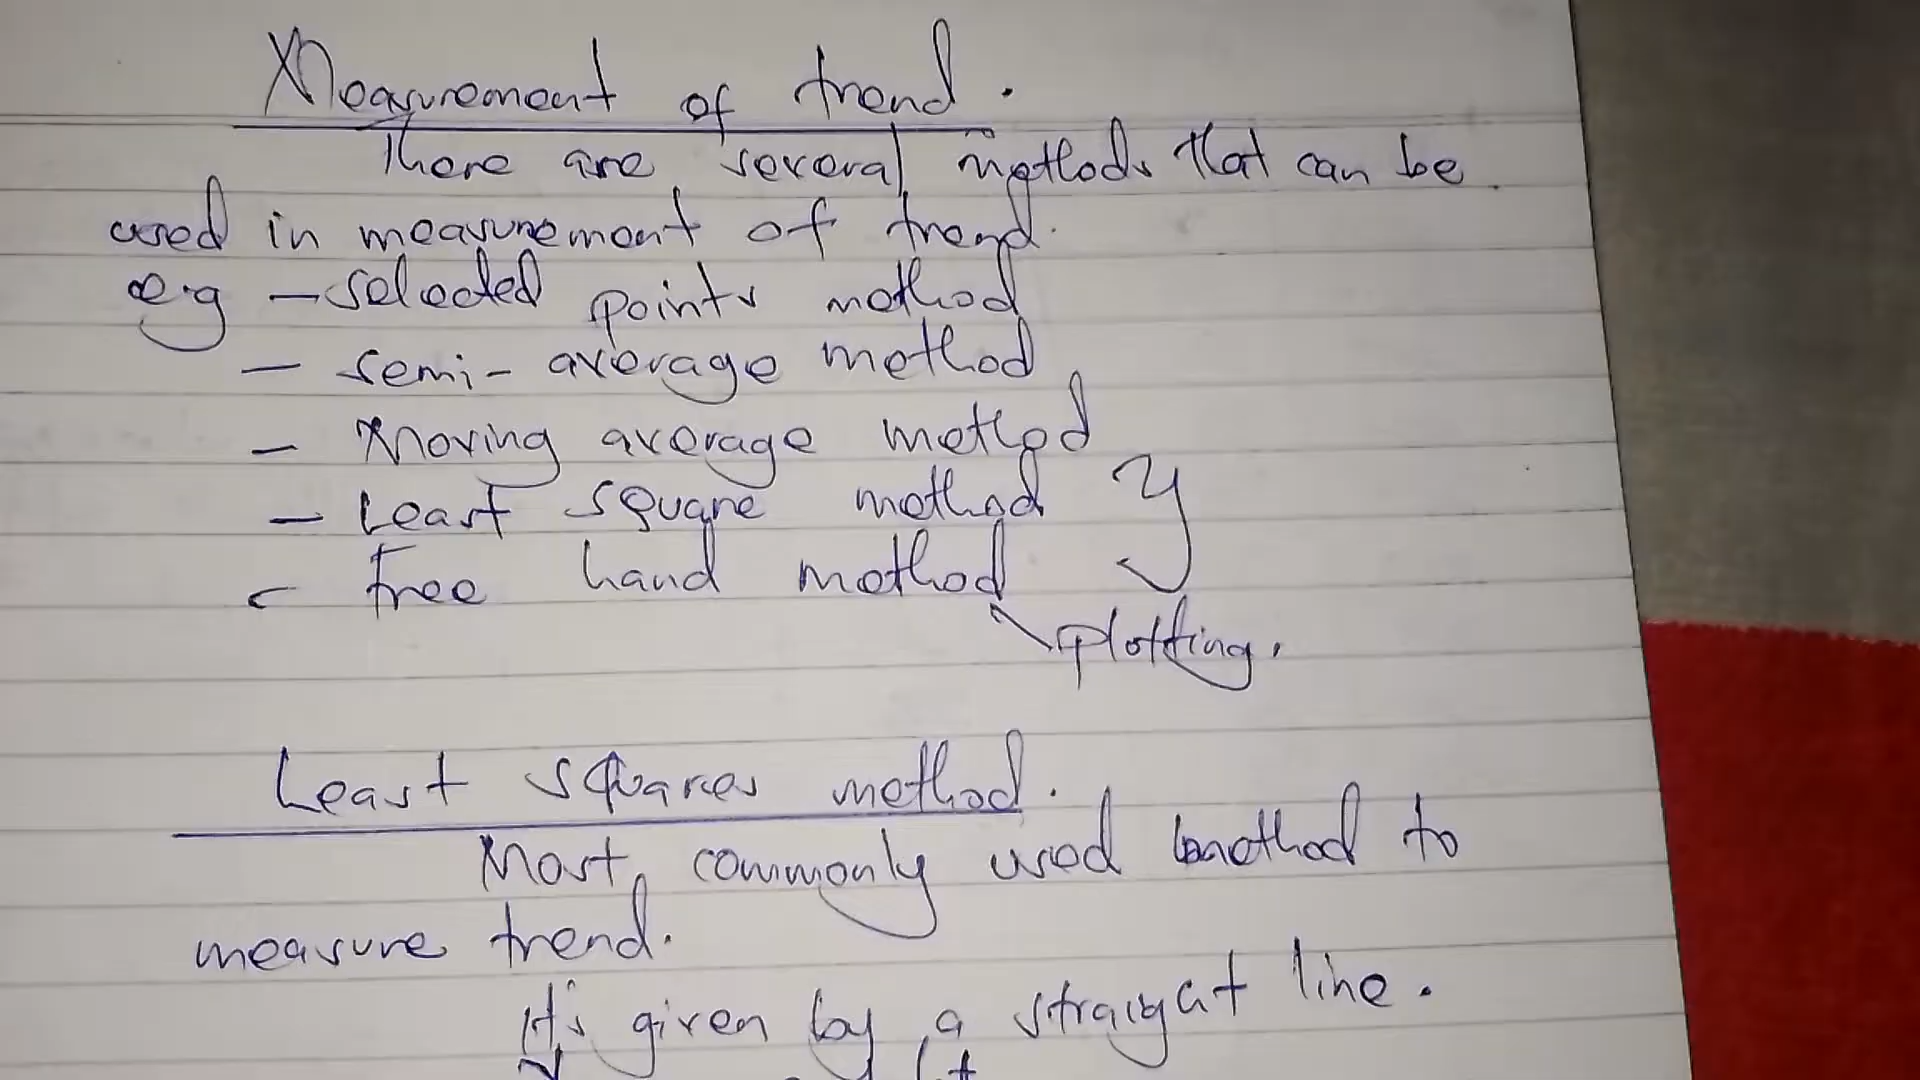 Measurement of trend.
There are several methods that can be
used in measurement of trend.
e.g - selected points method
- semi-average method
- Moving average method
- Least square method
- Free hand method
plotting.
Least squares method.
Most commonly used method to
measure trend.
It's given by a straight line.